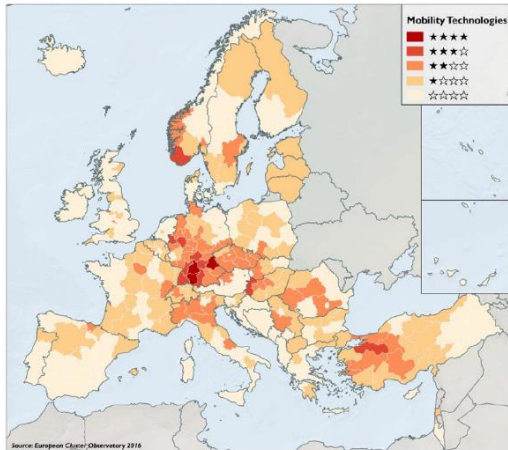 Mobility Technologies
★★★★
★★★☆
★★☆☆
★☆☆☆
☆☆☆☆
Source: European Cluster Observatory 2016